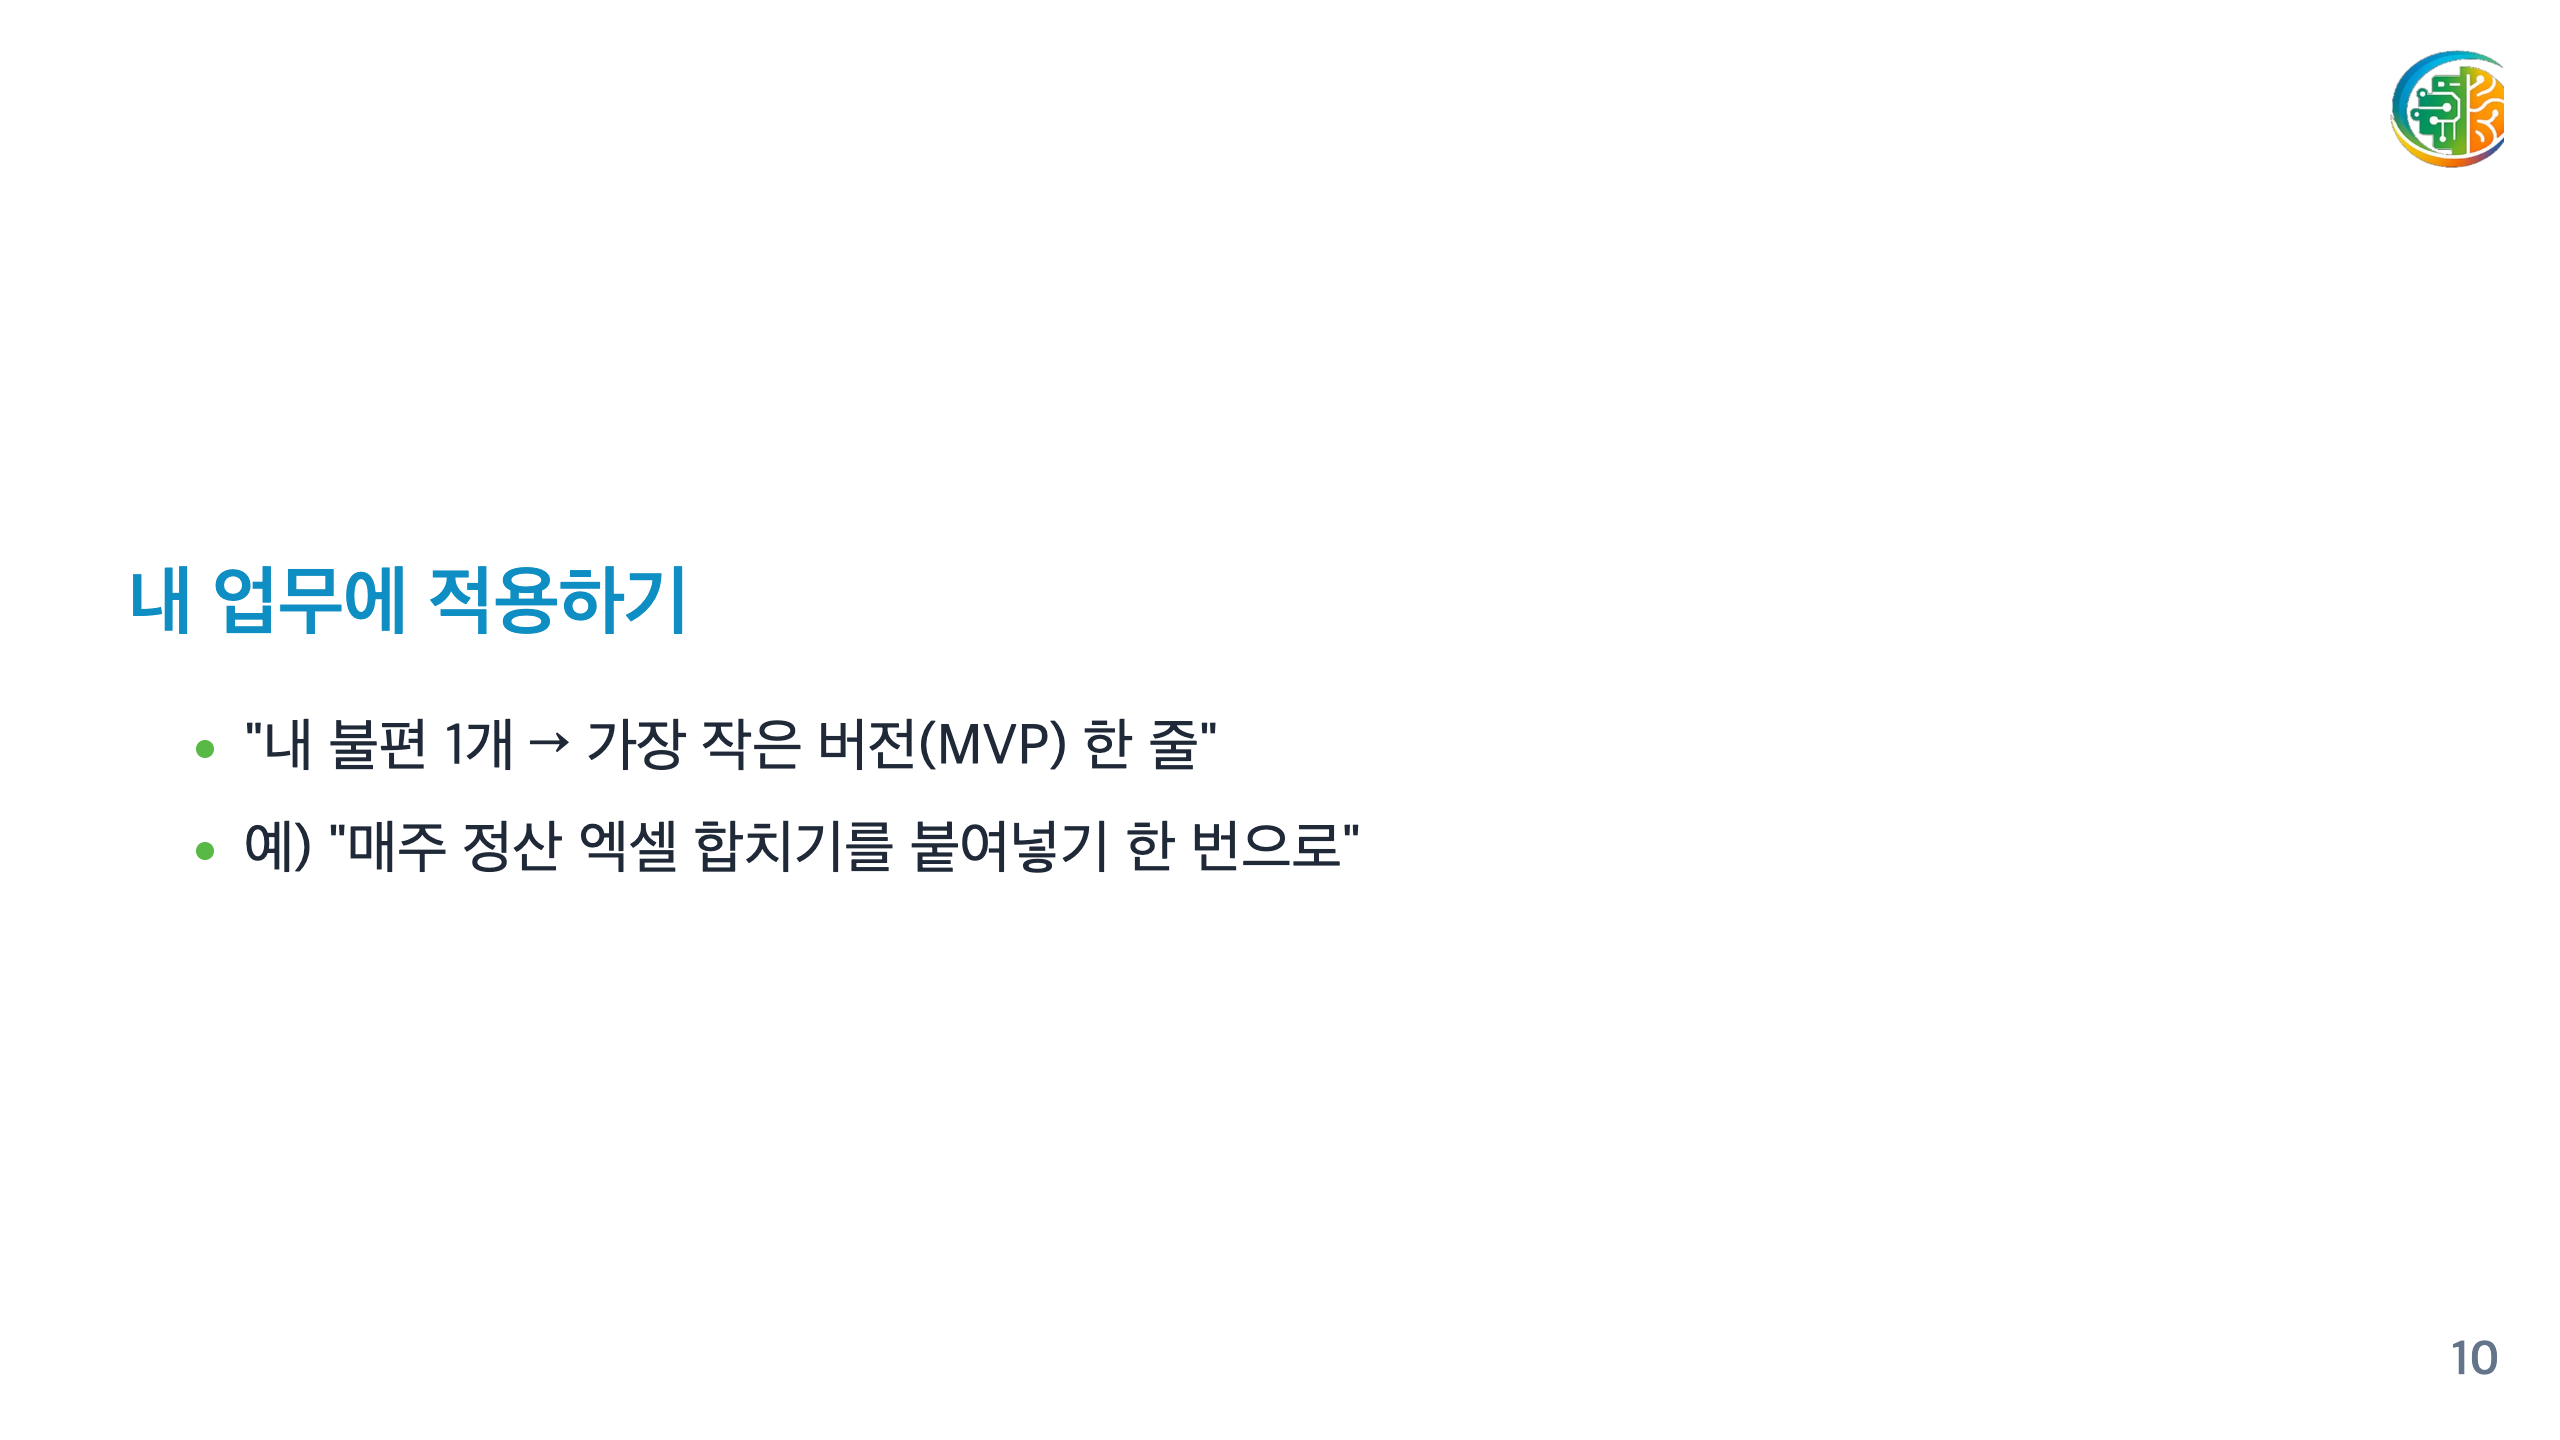 내 업무에 적용하기
"내 불편 1개 → 가장 작은 버전(MVP) 한 줄"
예) "매주 정산 엑셀 합치기를 붙여넣기 한 번으로"
10